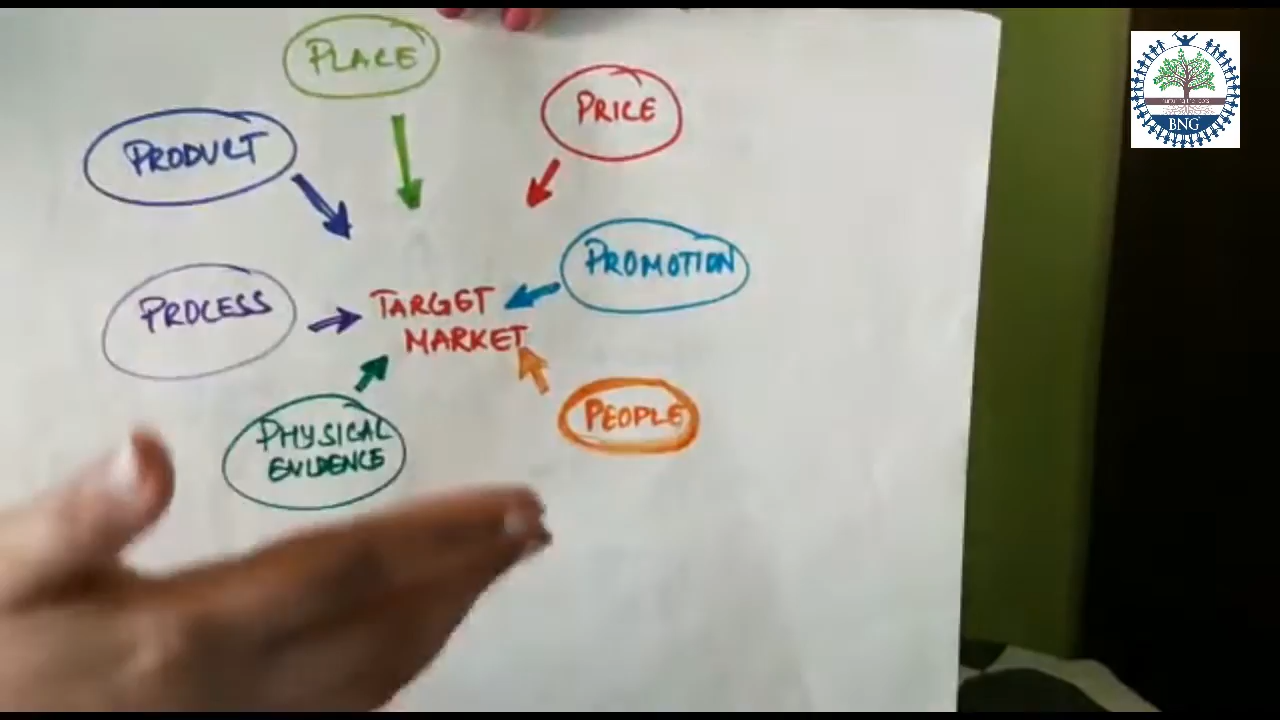 PLACE
PRICE
PRODUCT
PROMOTION
PROCESS
TARGET
MARKET
PEOPLE
PHYSICAL
EVIDENCE
BNG